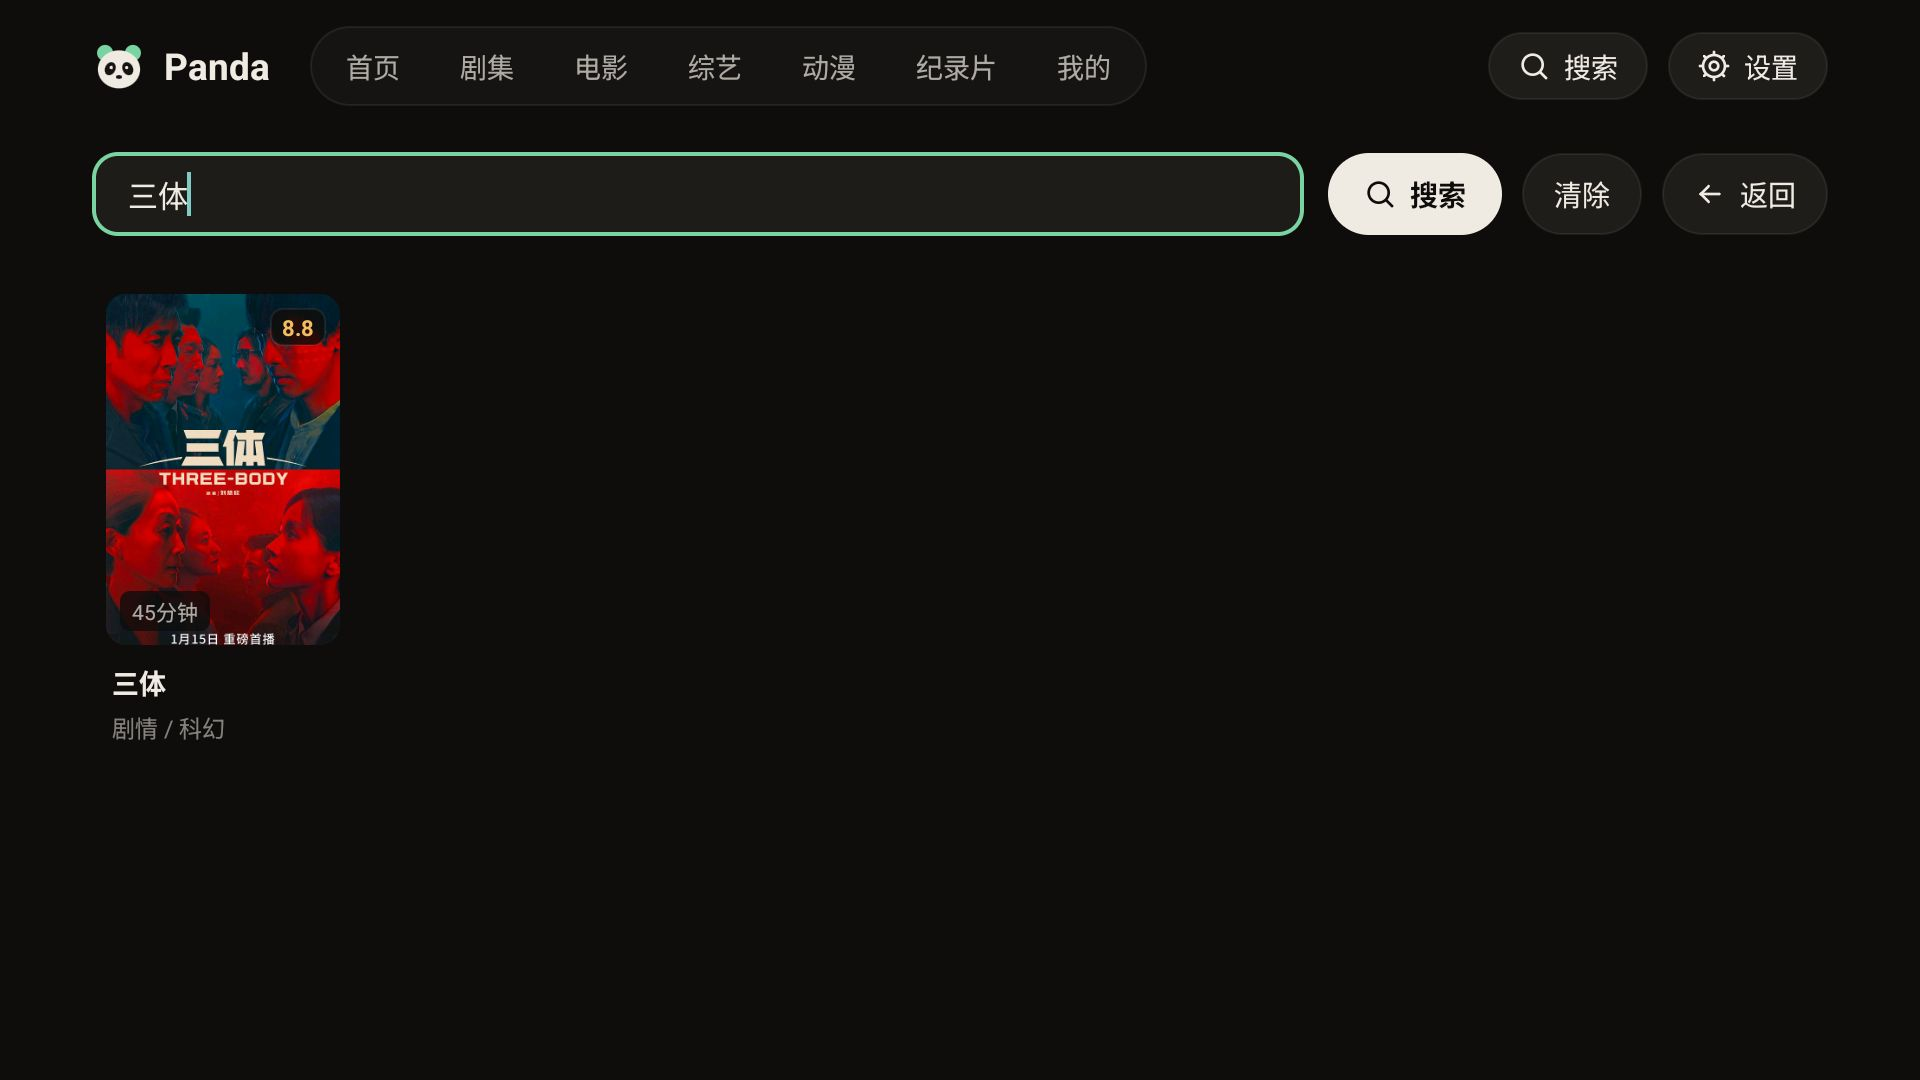 Panda
首页 剧集 电影 综艺 动漫 纪录片 我的
搜索 设置
三体
搜索 清除 返回
8.8
三体
THREE-BODY
45分钟
1月15日 重磅首播
三体
剧情 / 科幻